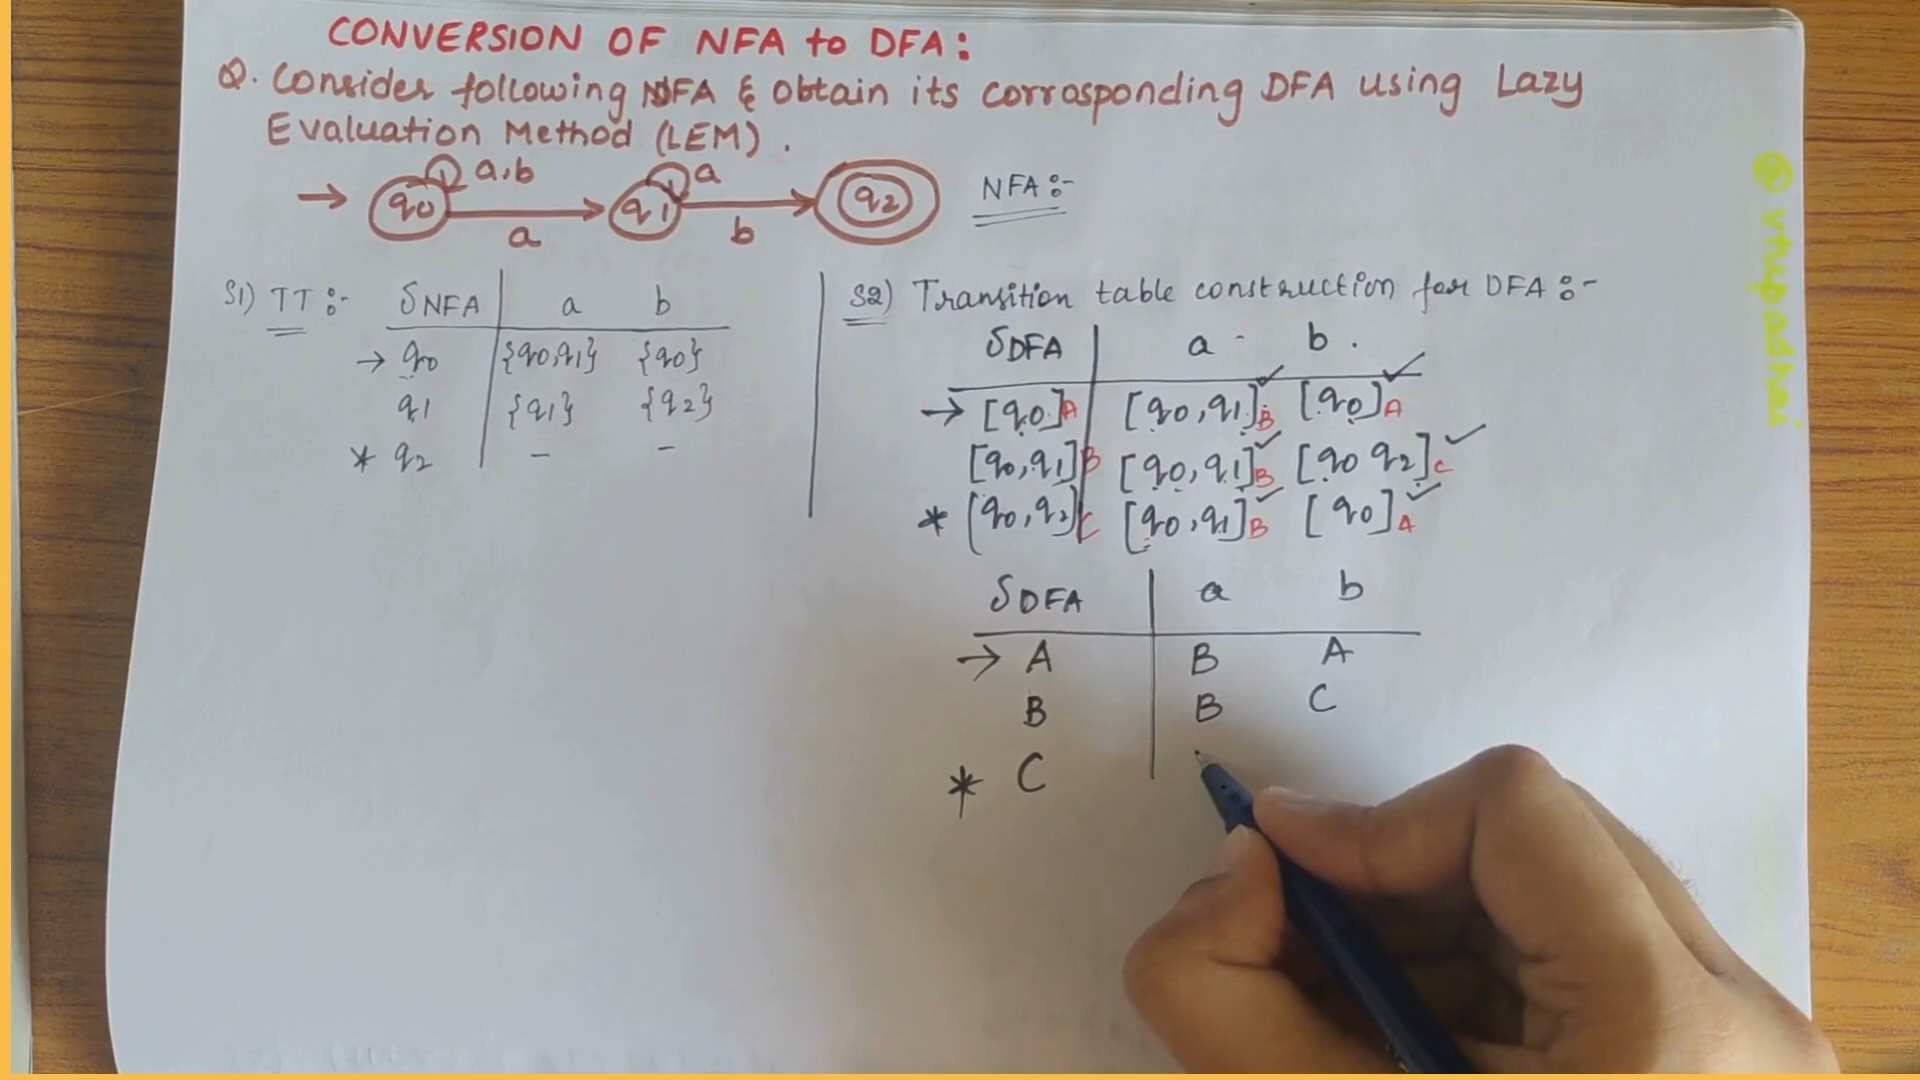 CONVERSION OF NFA to DFA:
Q. Consider following NFA & obtain its corrosponding DFA using Lazy
Evaluation Method (LEM).
→ q0 a,b a q1 a b q2 NFA :-
S1) TT :- δNFA a b
→ q0 {q0,q1} {q0}
q1 {q1} {q2}
* q2 - -
S2) Transition table construction for DFA :-
δDFA a b
→ [q0] A [q0,q1] B ✓ [q0] A ✓
[q0,q1] B [q0,q1] B ✓ [q0 q2] C ✓
* [q0,q2] C [q0,q1] B ✓ [q0] A ✓
δDFA a b
→ A B A
B B C
* C
@ vtupadhai